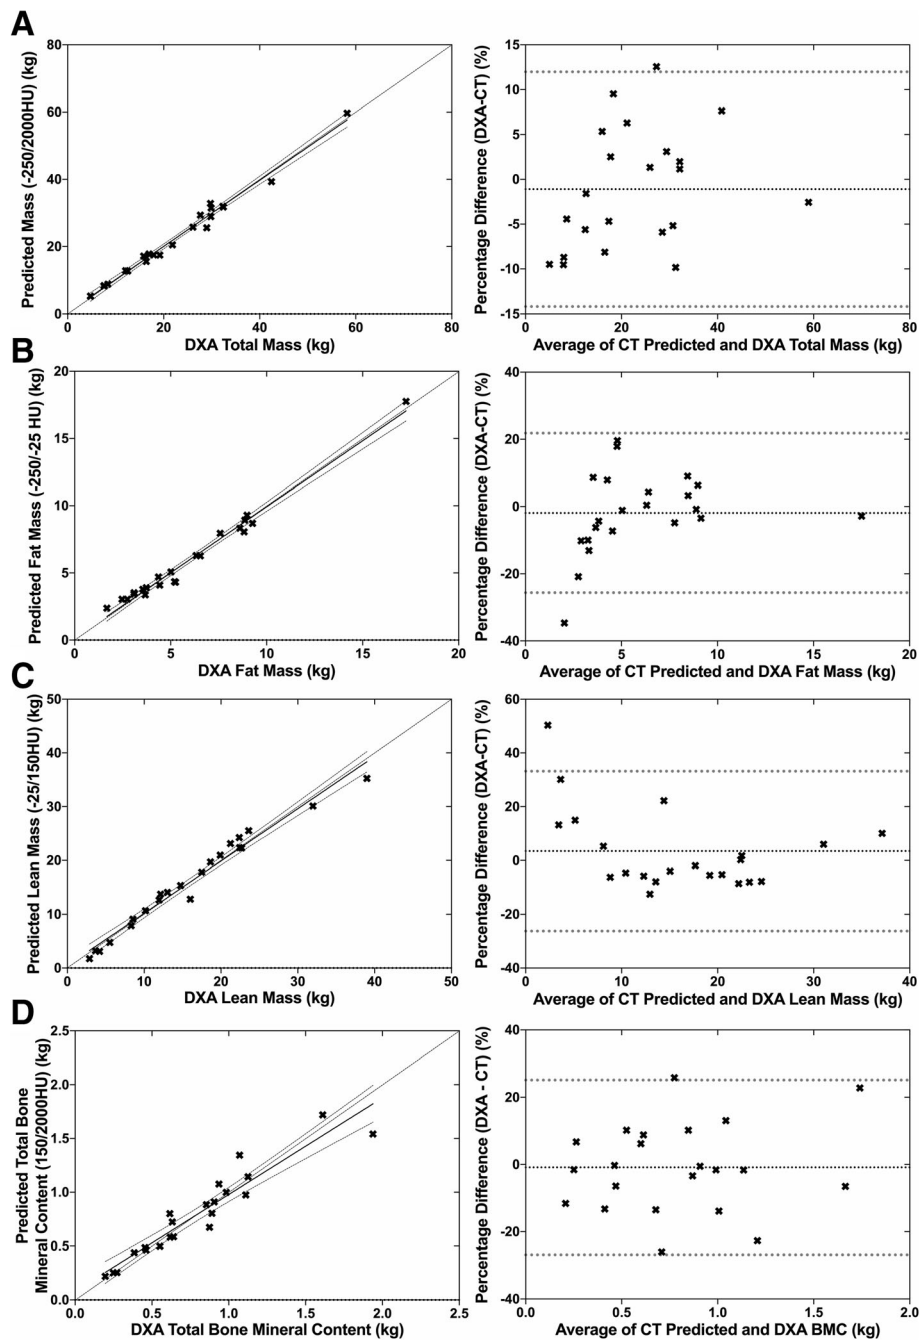 A
Predicted Mass (-250/2000HU) (kg)
80
60
40
20
0
0 20 40 60 80
DXA Total Mass (kg)
Percentage Difference (DXA-CT) (%)
15
10
5
0
-5
-10
-15
0 20 40 60 80
Average of CT Predicted and DXA Total Mass (kg)
B
Predicted Fat Mass (-250/-25 HU) (kg)
20
15
10
5
0
0 5 10 15 20
DXA Fat Mass (kg)
Percentage Difference (DXA-CT) (%)
40
20
0
-20
-40
0 5 10 15 20
Average of CT Predicted and DXA Fat Mass (kg)
C
Predicted Lean Mass (-25/150HU) (kg)
50
40
30
20
10
0
0 10 20 30 40 50
DXA Lean Mass (kg)
Percentage Difference (DXA-CT) (%)
60
40
20
0
-20
-40
0 10 20 30 40
Average of CT Predicted and DXA Lean Mass (kg)
D
Predicted Total Bone
Mineral Content (150/2000HU) (kg)
2.5
2.0
1.5
1.0
0.5
0.0
0.0 0.5 1.0 1.5 2.0 2.5
DXA Total Bone Mineral Content (kg)
Percentage Difference (DXA - CT) (%)
40
20
0
-20
-40
0.0 0.5 1.0 1.5 2.0
Average of CT Predicted and DXA BMC (kg)